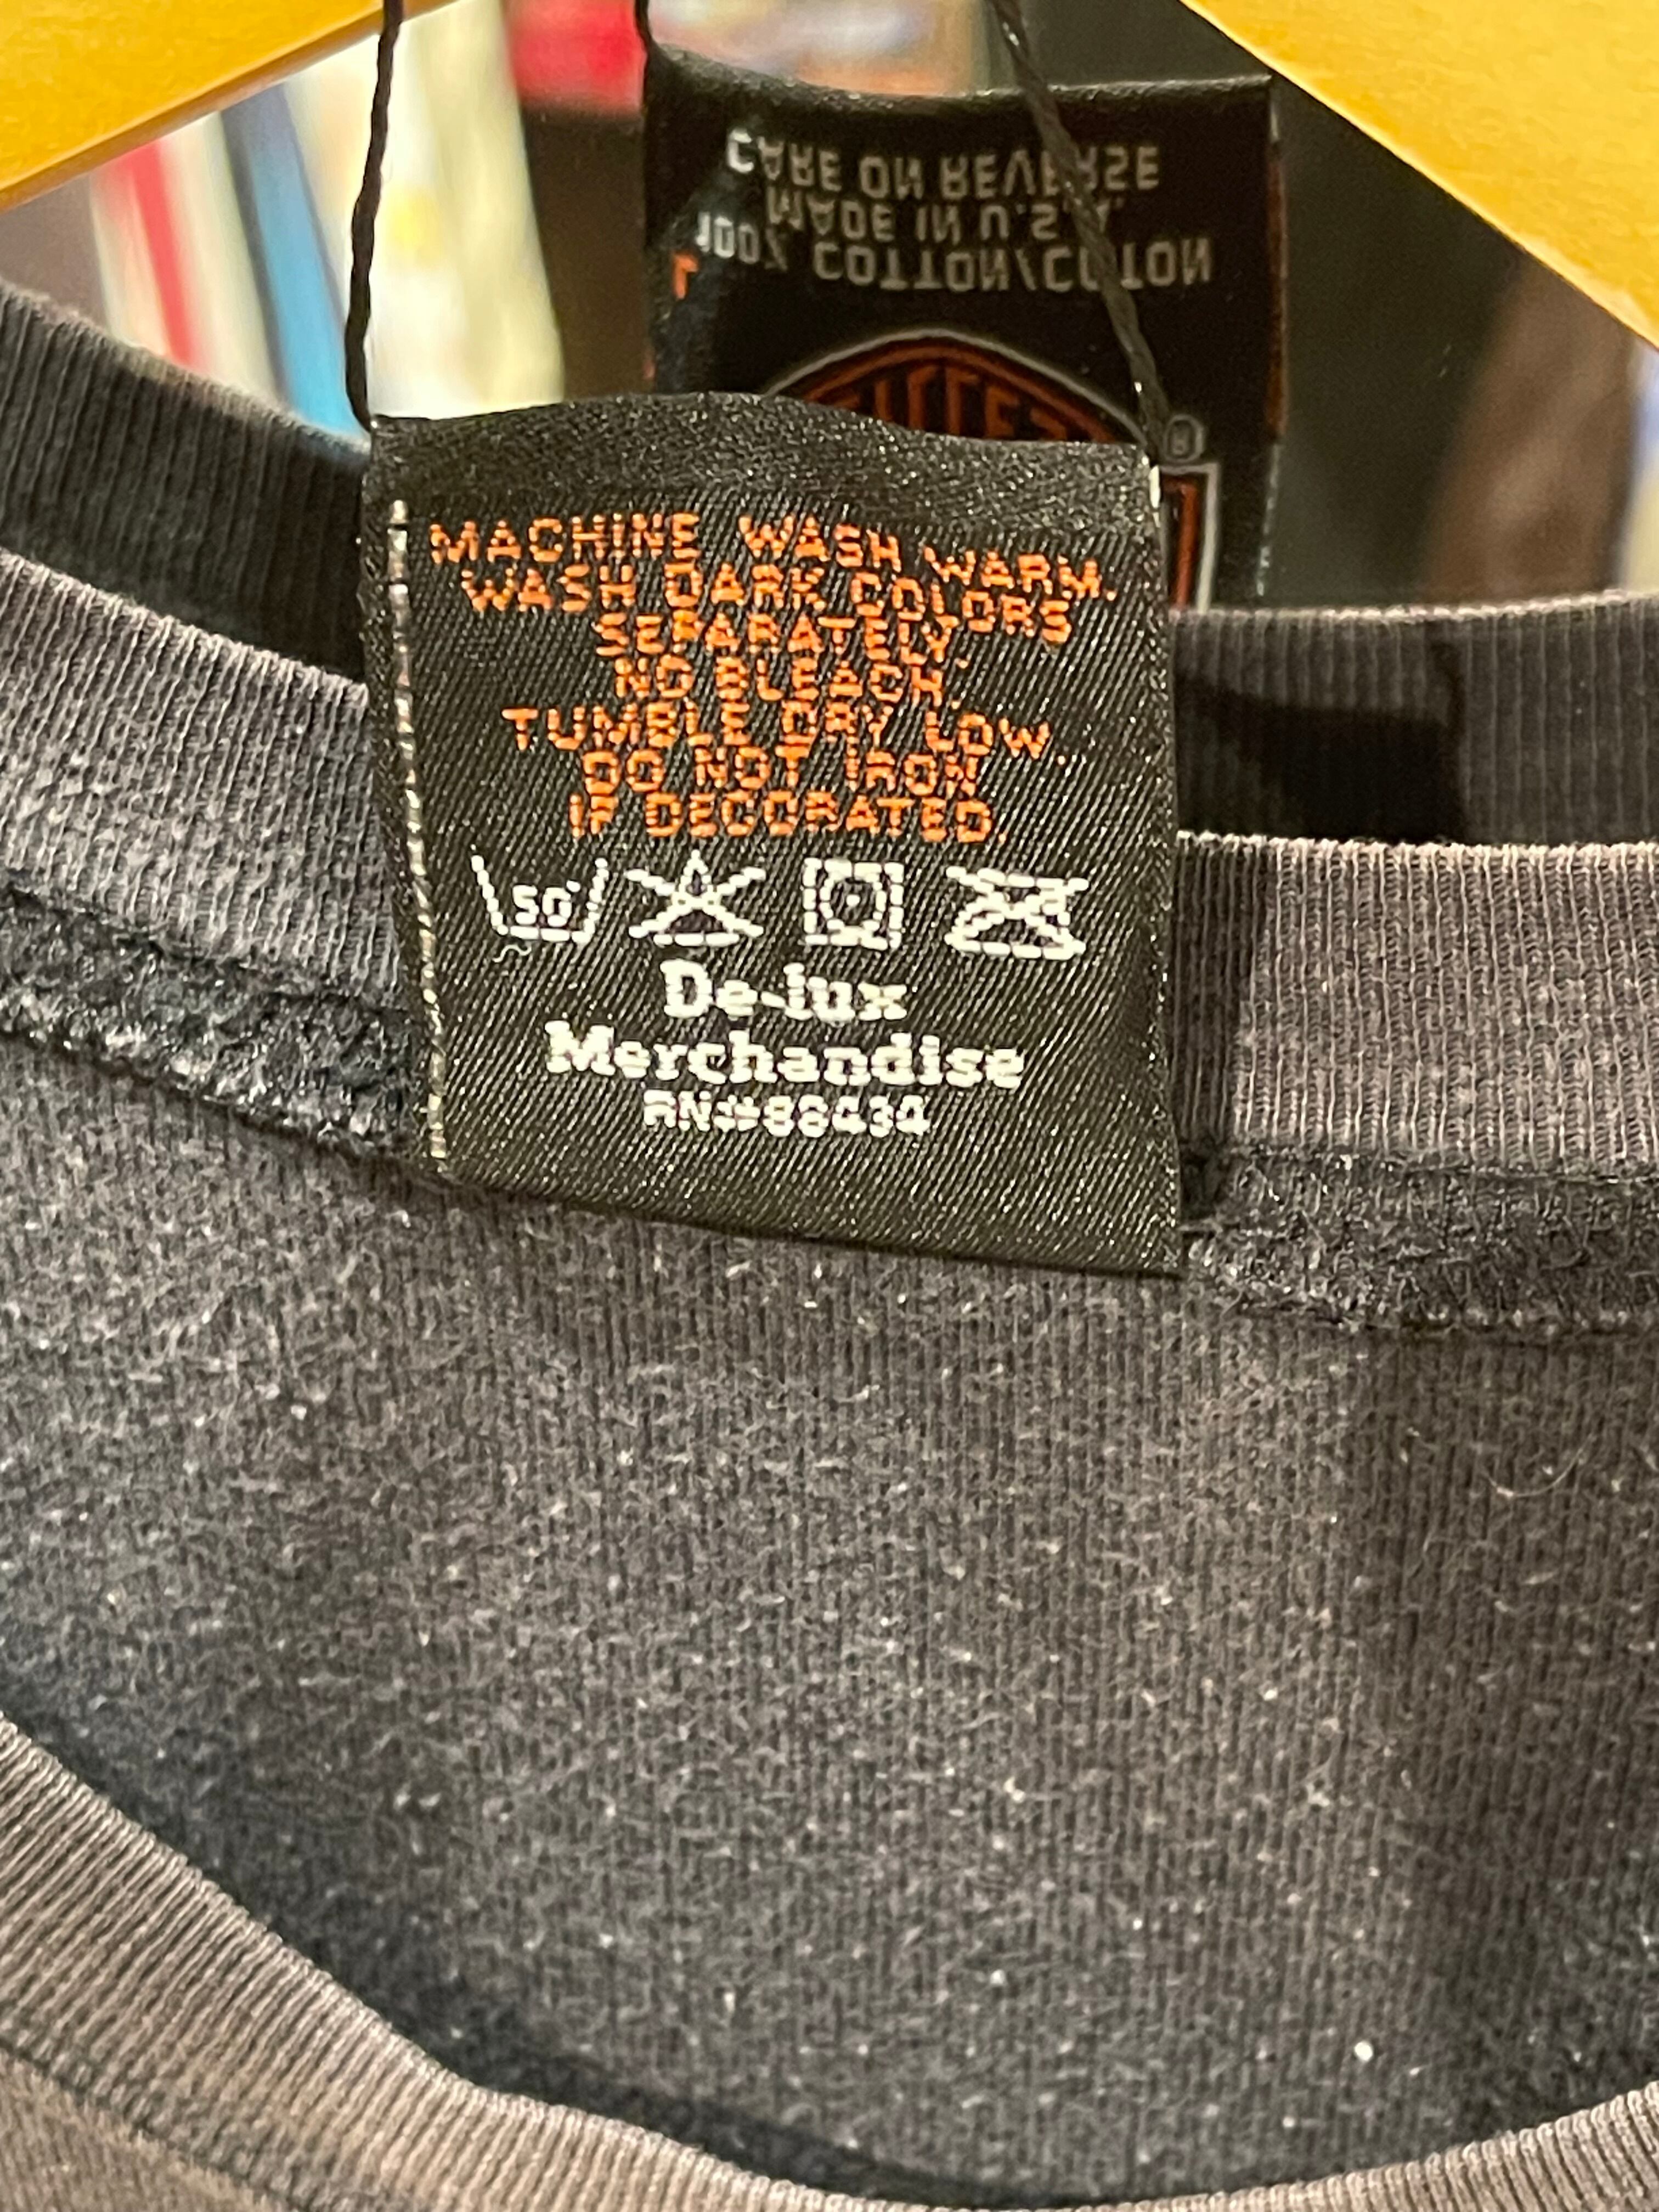 CARE ON REVERSE
MADE IN U.S.A.
100% COTTON/COTON
L
®
MACHINE WASH WARM.
WASH DARK COLORS
SEPARATELY.
NO BLEACH.
TUMBLE DRY LOW.
DO NOT IRON
IF DECORATED.
50°
De-lux
Merchandise
RN#88434